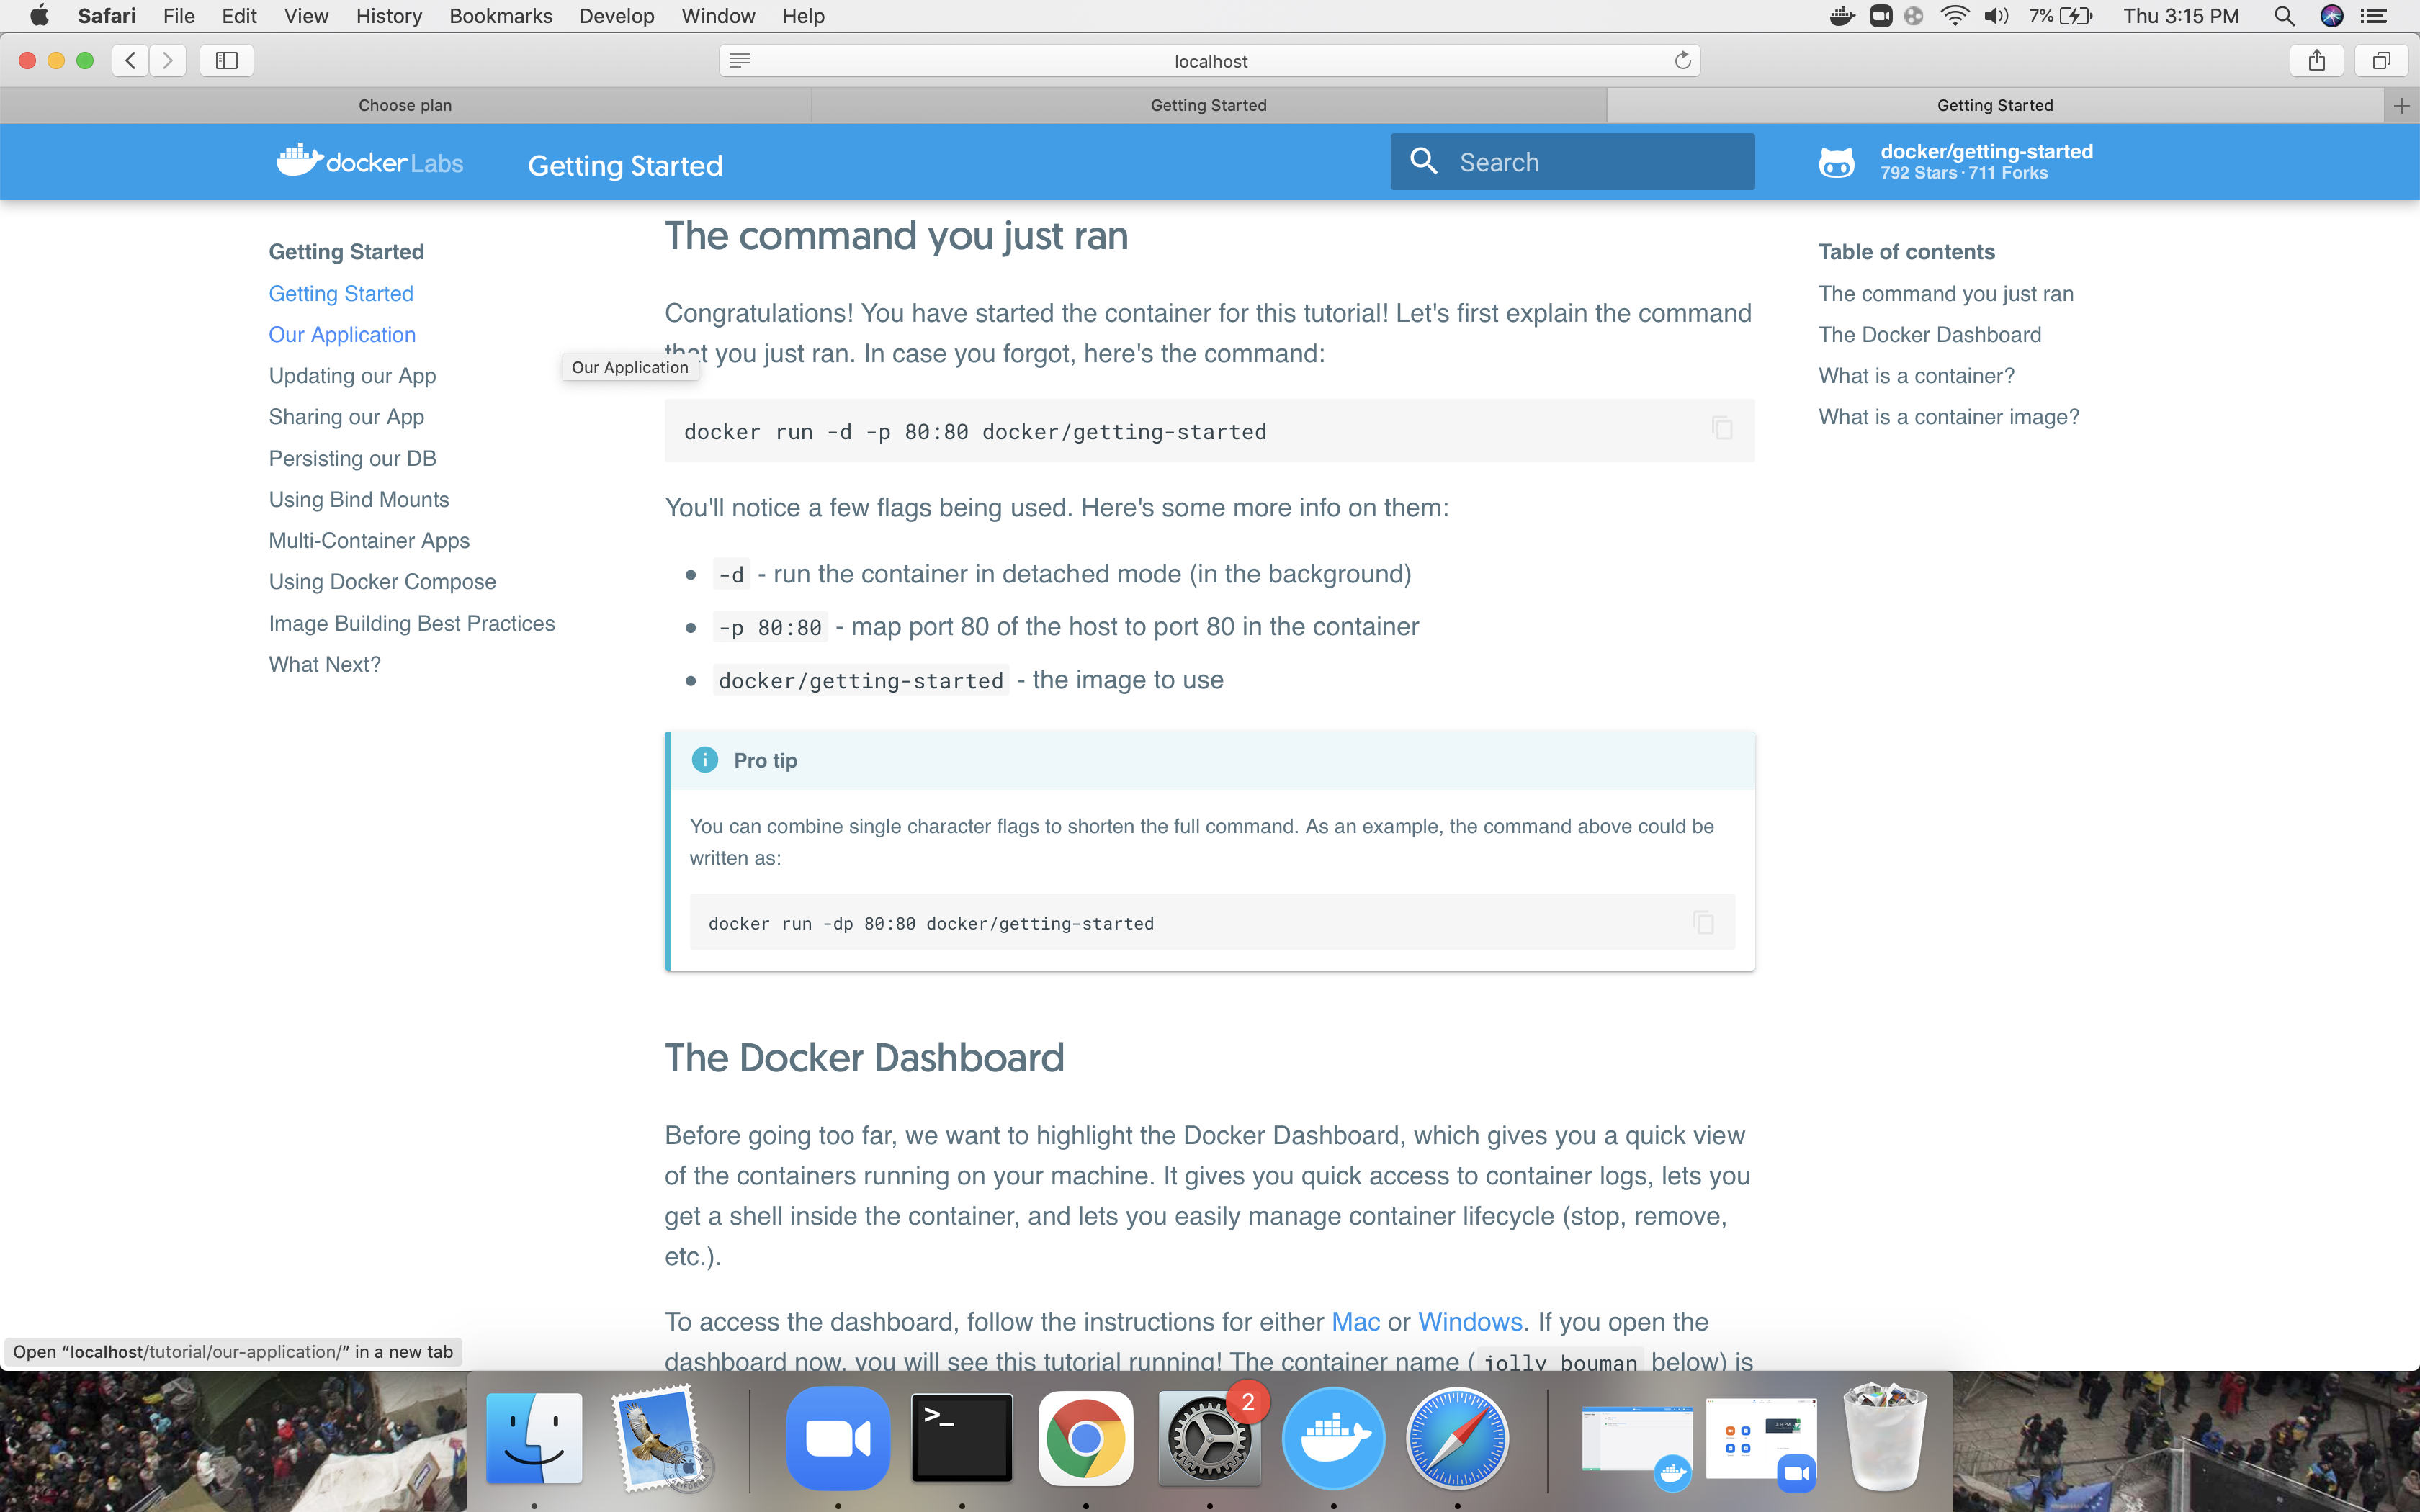 Safari File Edit View History Bookmarks Develop Window Help 7% Thu 3:15 PM
localhost
Choose plan Getting Started Getting Started
docker Labs Getting Started Search docker/getting-started
792 Stars · 711 Forks
Getting Started
Getting Started
Our Application
Updating our App
Sharing our App
Persisting our DB
Using Bind Mounts
Multi-Container Apps
Using Docker Compose
Image Building Best Practices
What Next?
Our Application
The command you just ran
Congratulations! You have started the container for this tutorial! Let's first explain the command
that you just ran. In case you forgot, here's the command:
docker run -d -p 80:80 docker/getting-started
You'll notice a few flags being used. Here's some more info on them:
-d - run the container in detached mode (in the background)
-p 80:80 - map port 80 of the host to port 80 in the container
docker/getting-started - the image to use
Pro tip
You can combine single character flags to shorten the full command. As an example, the command above could be
written as:
docker run -dp 80:80 docker/getting-started
The Docker Dashboard
Before going too far, we want to highlight the Docker Dashboard, which gives you a quick view
of the containers running on your machine. It gives you quick access to container logs, lets you
get a shell inside the container, and lets you easily manage container lifecycle (stop, remove,
etc.).
To access the dashboard, follow the instructions for either Mac or Windows. If you open the
dashboard now, you will see this tutorial running! The container name ( jolly_bouman below) is
Table of contents
The command you just ran
The Docker Dashboard
What is a container?
What is a container image?
Open “localhost/tutorial/our-application/” in a new tab
>_
2